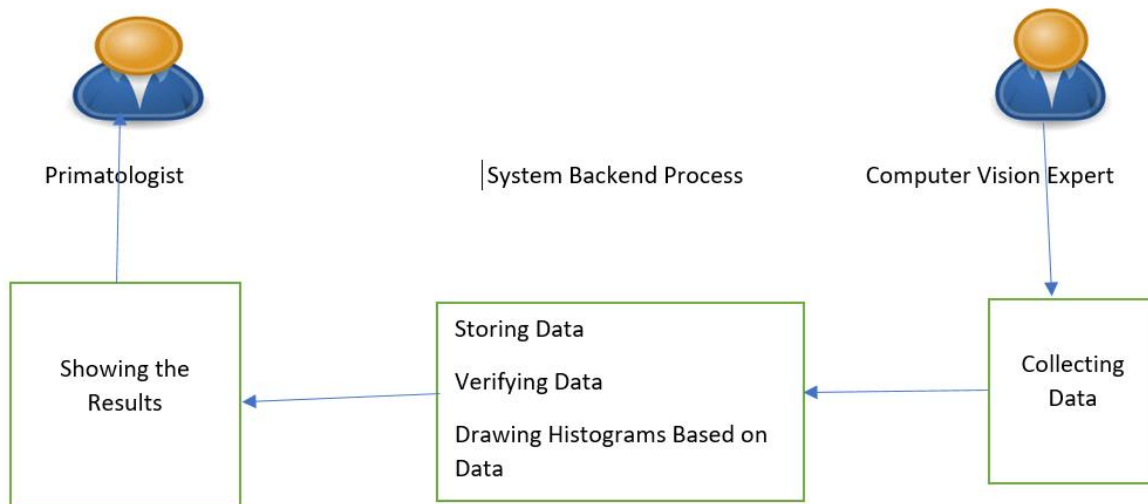 Primatologist
System Backend Process
Computer Vision Expert
Showing the
Results
Storing Data
Verifying Data
Drawing Histograms Based on
Data
Collecting
Data